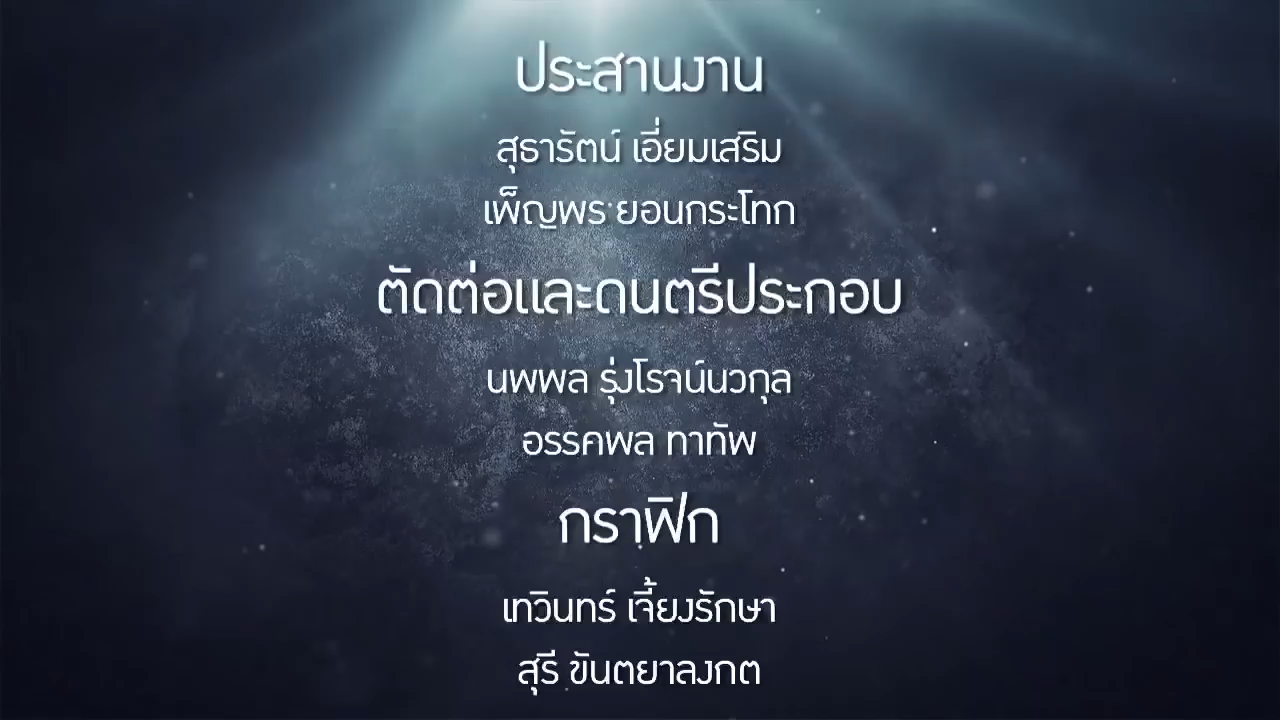 ประสานงาน
สุธารัตน์ เอี่ยมเสริม
เพ็ญพร ยอนกระโทก
ตัดต่อและดนตรีประกอบ
นพพล รุ่งโรจน์นวกุล
อรรคพล ทาทัพ
กราฟิก
เทวินทร์ เจี้ยงรักษา
สุรี ขันตยาลงกต